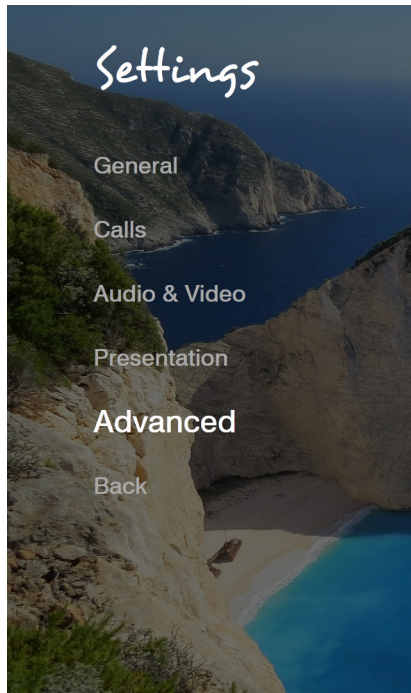 Settings
General
Calls
Audio & Video
Presentation
Advanced
Back